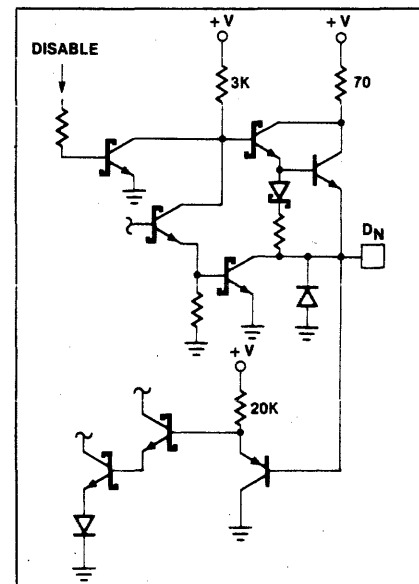 +V
+V
DISABLE
3K
70
DN
+V
20K